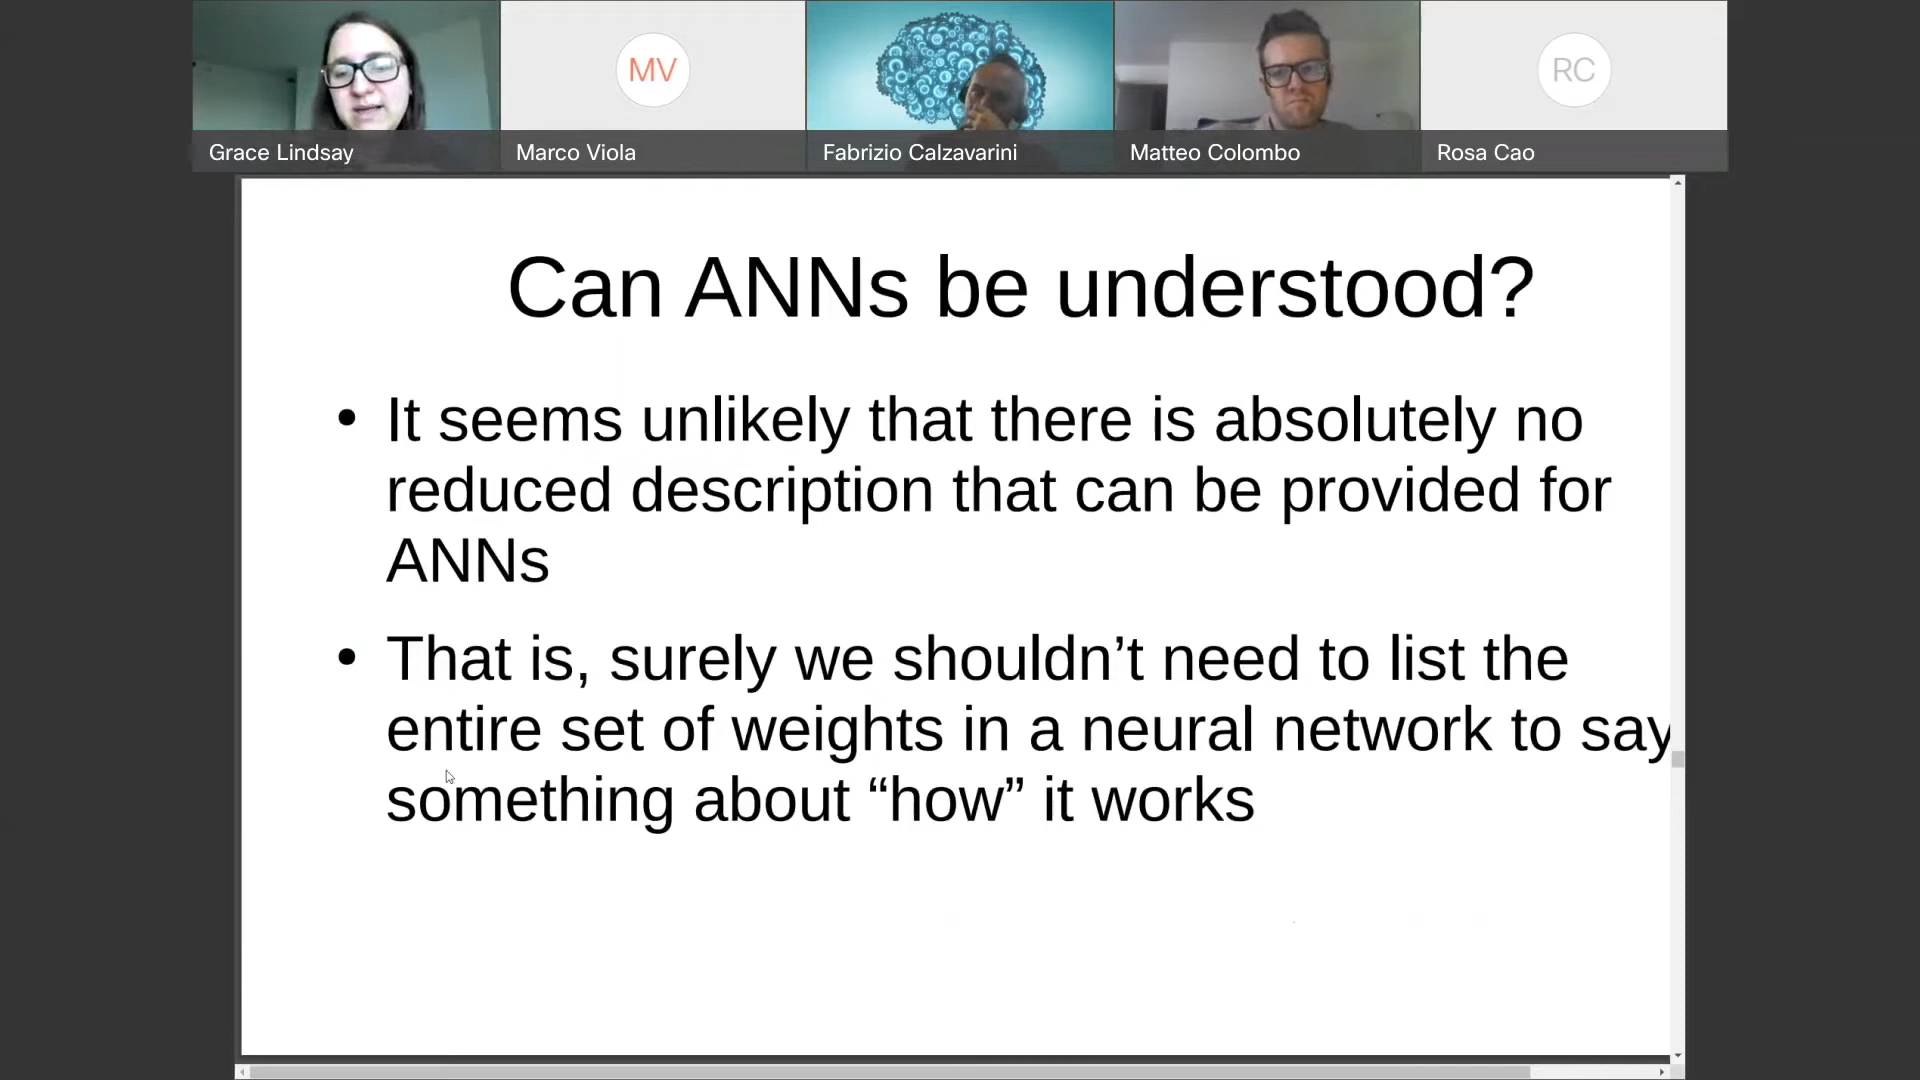 MV
RC
Grace Lindsay
Marco Viola
Fabrizio Calzavarini
Matteo Colombo
Rosa Cao
Can ANNs be understood?
• It seems unlikely that there is absolutely no
reduced description that can be provided for
ANNs
• That is, surely we shouldn’t need to list the
entire set of weights in a neural network to say
something about “how” it works